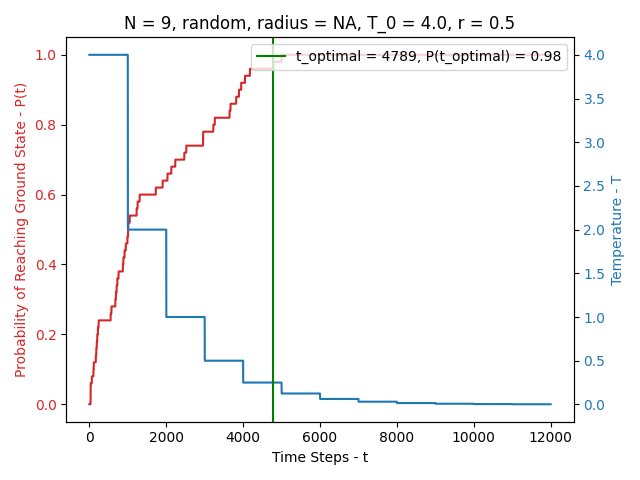 N = 9, random, radius = NA, T_0 = 4.0, r = 0.5
t_optimal = 4789, P(t_optimal) = 0.98
Probability of Reaching Ground State - P(t)
1.0
0.8
0.6
0.4
0.2
0.0
4.0
3.5
3.0
2.5
2.0
1.5
1.0
0.5
0.0
Temperature - T
0 2000 4000 6000 8000 10000 12000
Time Steps - t